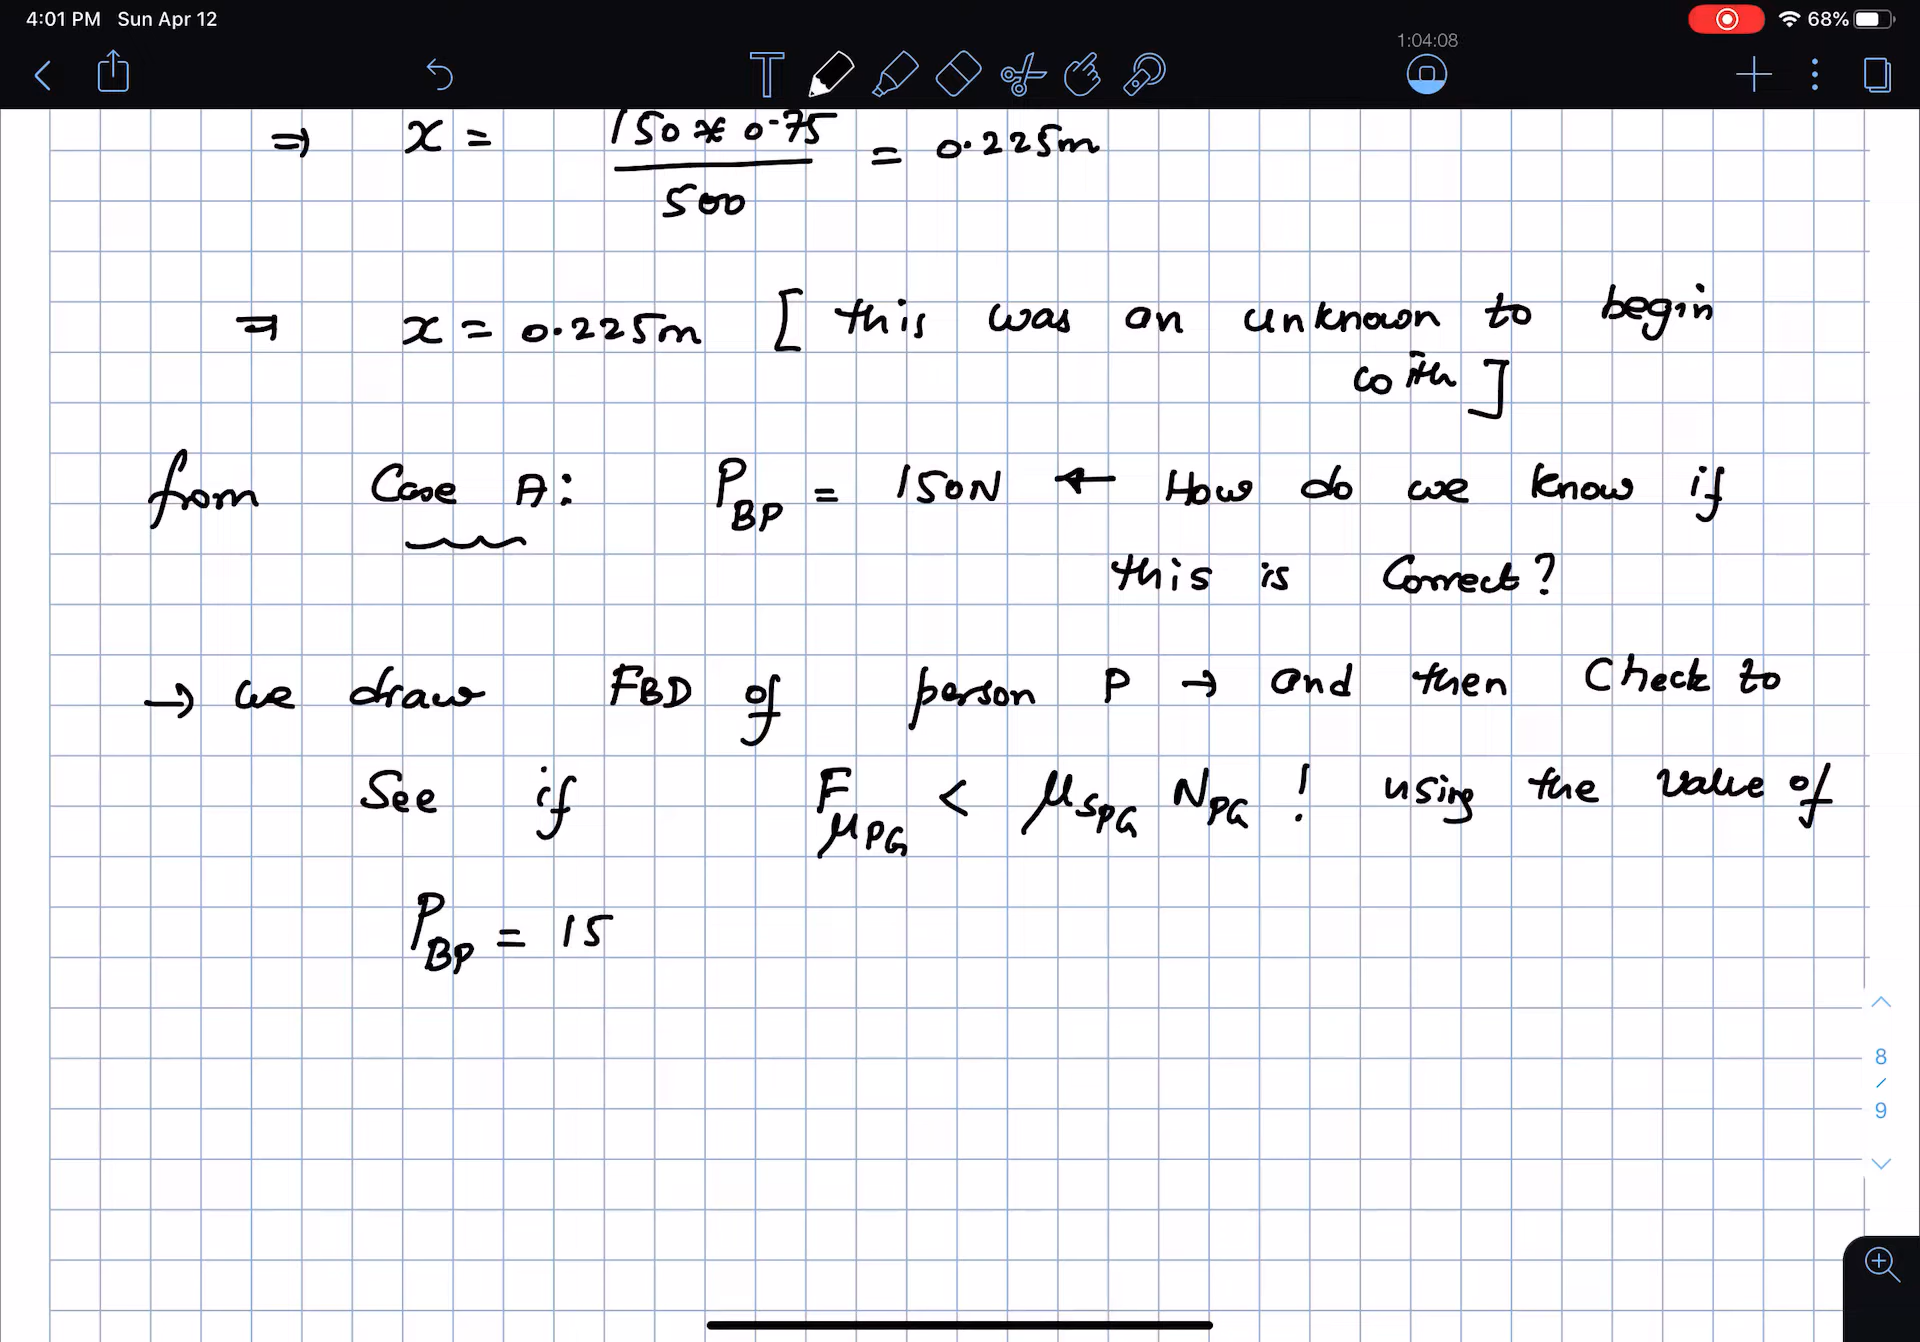 4:01 PM Sun Apr 12
68%
1:04:08
T
⇒ x = 150 * 0.75 / 500 = 0.225m
⇒ x = 0.225m [ this was an unknown to begin
with ]
from Case A: P_BP = 150N ← How do we know if
this is Correct?
→ we draw FBD of person P → and then Check to
See if F_μPG < μ_SPG N_PG ! using the value of
P_BP = 15
8
/
9